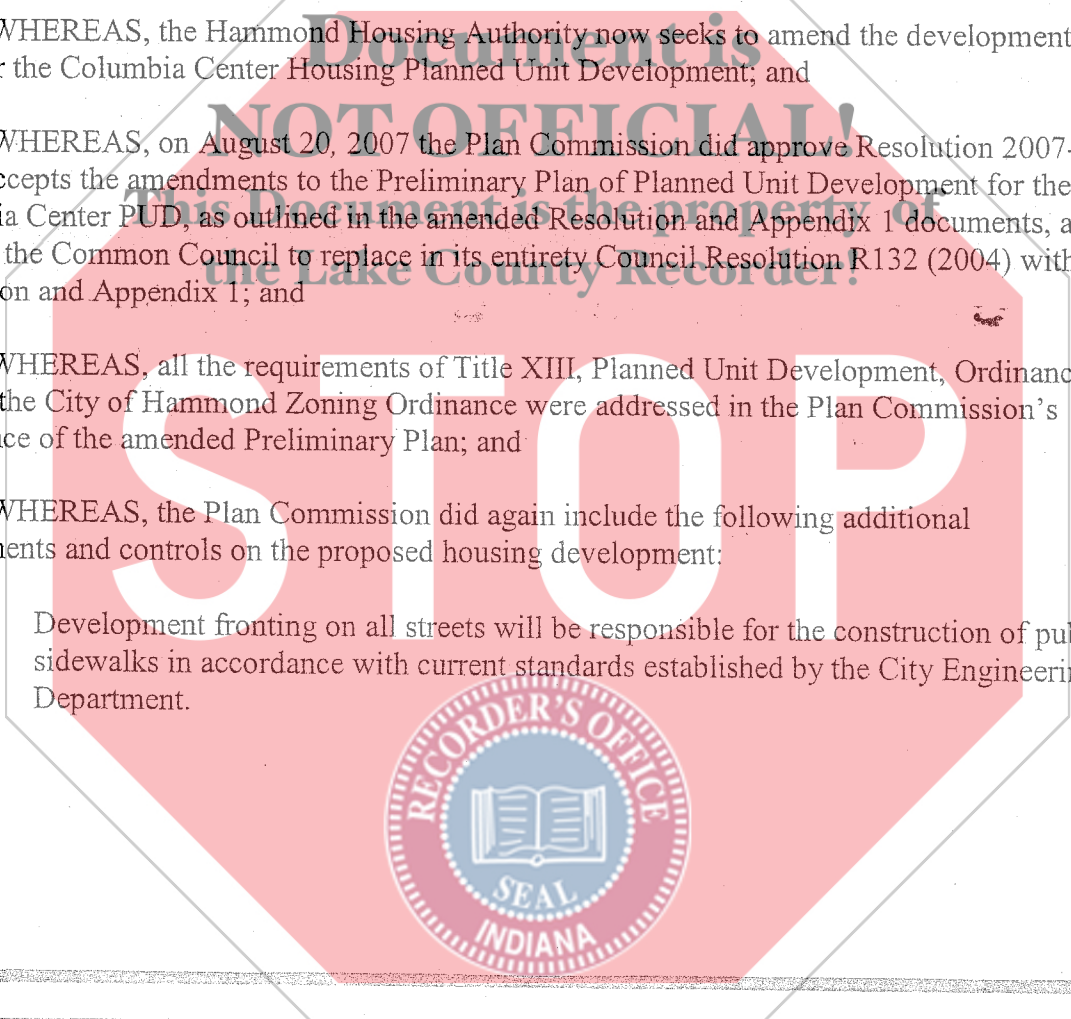 WHEREAS, the Hammond Housing Authority now seeks to amend the development
the Columbia Center Housing Planned Unit Development; and
WHEREAS, on August 20, 2007 the Plan Commission did approve Resolution 2007-
ccepts the amendments to the Preliminary Plan of Planned Unit Development for the
ia Center PUD, as outlined in the amended Resolution and Appendix 1 documents, a
the Common Council to replace in its entirety Council Resolution R132 (2004) with
on and Appendix 1; and
WHEREAS, all the requirements of Title XIII, Planned Unit Development, Ordinanc
the City of Hammond Zoning Ordinance were addressed in the Plan Commission's
ce of the amended Preliminary Plan; and
WHEREAS, the Plan Commission did again include the following additional
ents and controls on the proposed housing development:
Development fronting on all streets will be responsible for the construction of pu
sidewalks in accordance with current standards established by the City Engineeri
Department.
Document is
NOT OFFICIAL!
This Document is the property of
the Lake County Recorder!
STOP
RECORDER'S OFFICE
SEAL
INDIANA